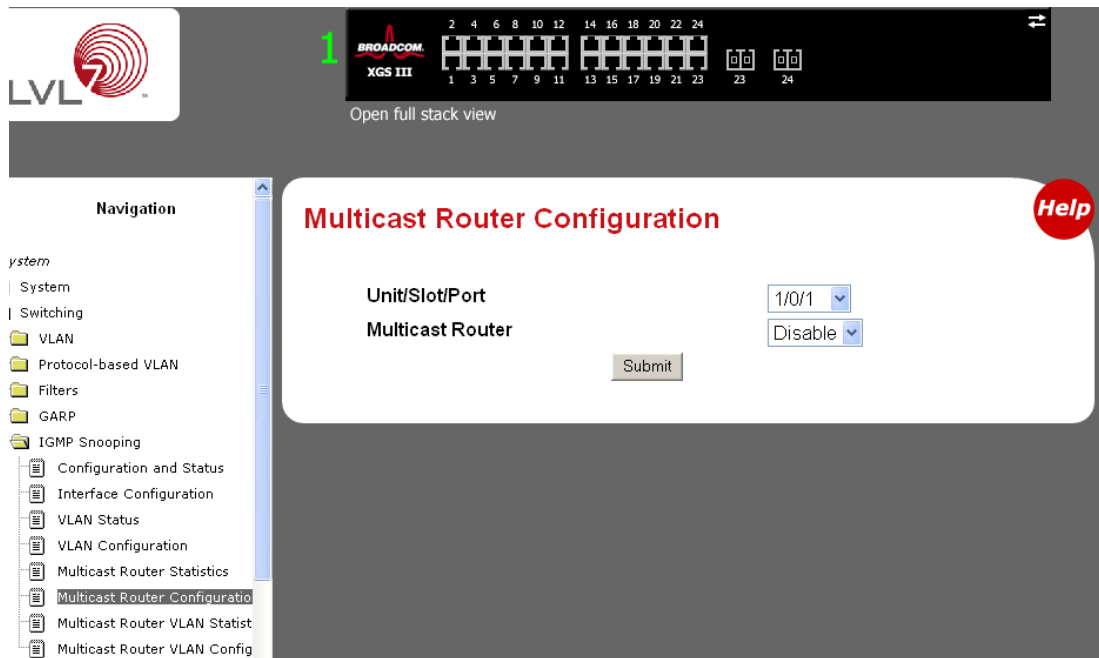 LVL 7
1
BROADCOM.
XGS III
2 4 6 8 10 12 14 16 18 20 22 24
1 3 5 7 9 11 13 15 17 19 21 23
23 24
Open full stack view
Navigation
ystem
System
Switching
VLAN
Protocol-based VLAN
Filters
GARP
IGMP Snooping
Configuration and Status
Interface Configuration
VLAN Status
VLAN Configuration
Multicast Router Statistics
Multicast Router Configuratio
Multicast Router VLAN Statist
Multicast Router VLAN Config
Multicast Router Configuration
Help
Unit/Slot/Port 1/0/1
Multicast Router Disable
Submit